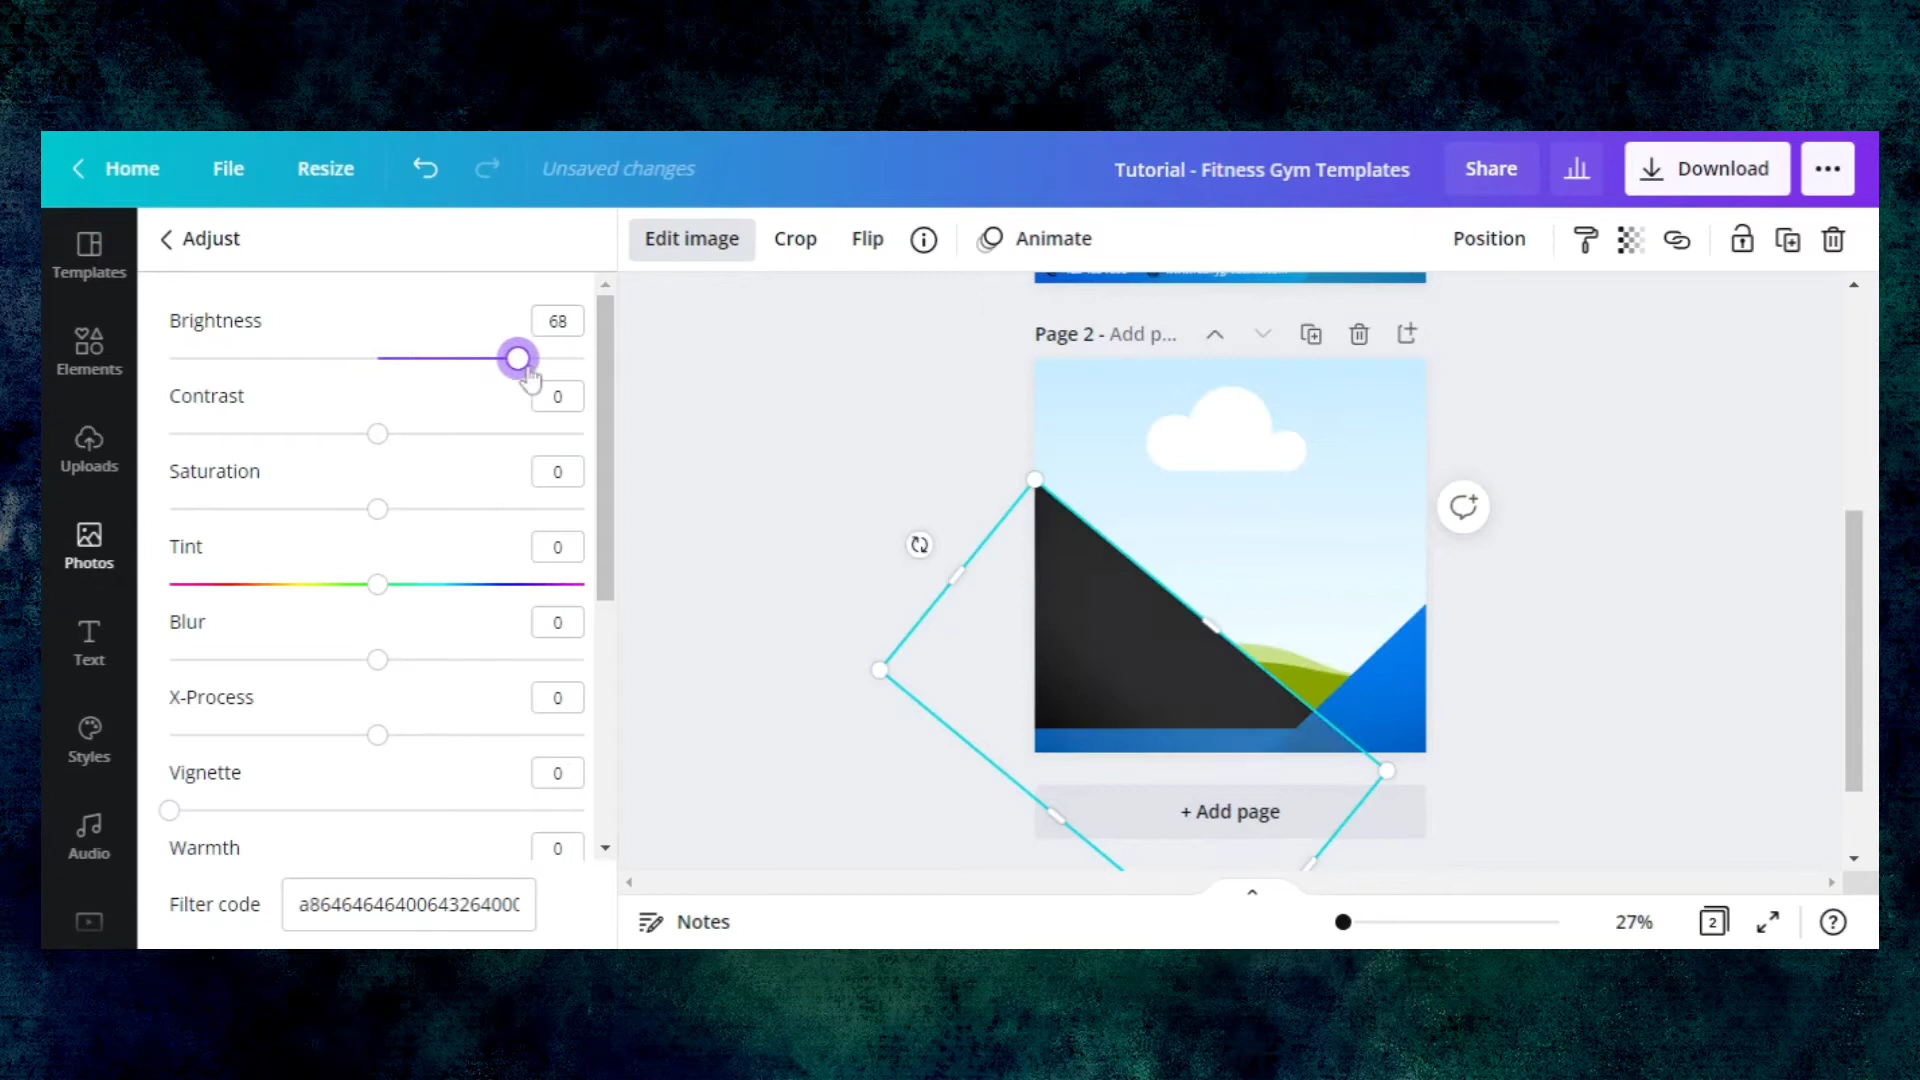 Home File Resize Unsaved changes Tutorial - Fitness Gym Templates Share Download
Adjust
Edit image Crop Flip Animate Position
Templates
Elements
Uploads
Photos
Text
Styles
Audio
Brightness 68
Contrast 0
Saturation 0
Tint 0
Blur 0
X-Process 0
Vignette 0
Warmth 0
Filter code a86464646400643264000
Page 2 - Add p...
+ Add page
Notes 27% 2